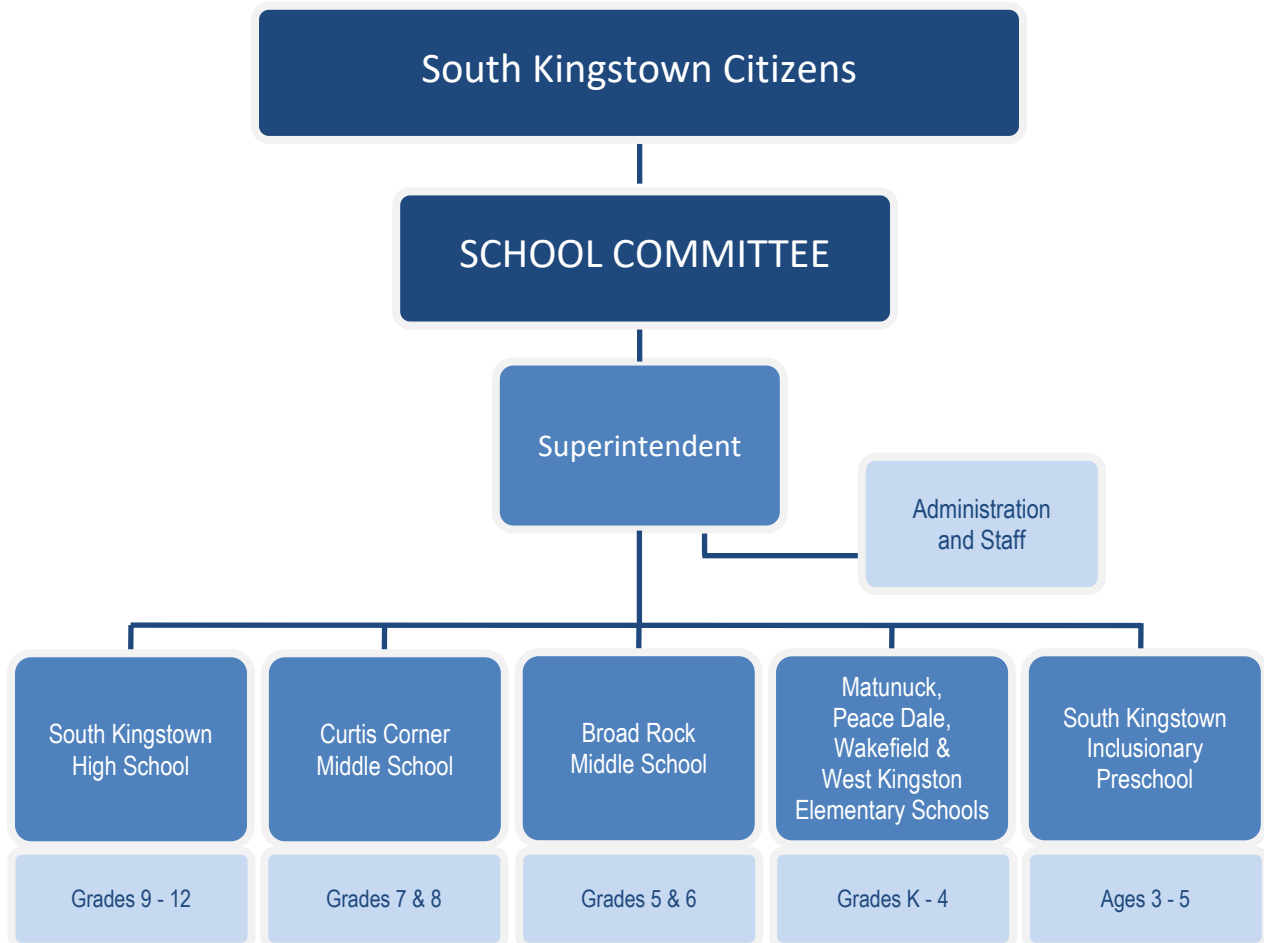 South Kingstown Citizens
SCHOOL COMMITTEE
Superintendent
Administration
and Staff
South Kingstown
High School
Curtis Corner
Middle School
Broad Rock
Middle School
Matunuck,
Peace Dale,
Wakefield &
West Kingston
Elementary Schools
South Kingstown
Inclusionary
Preschool
Grades 9 - 12
Grades 7 & 8
Grades 5 & 6
Grades K - 4
Ages 3 - 5